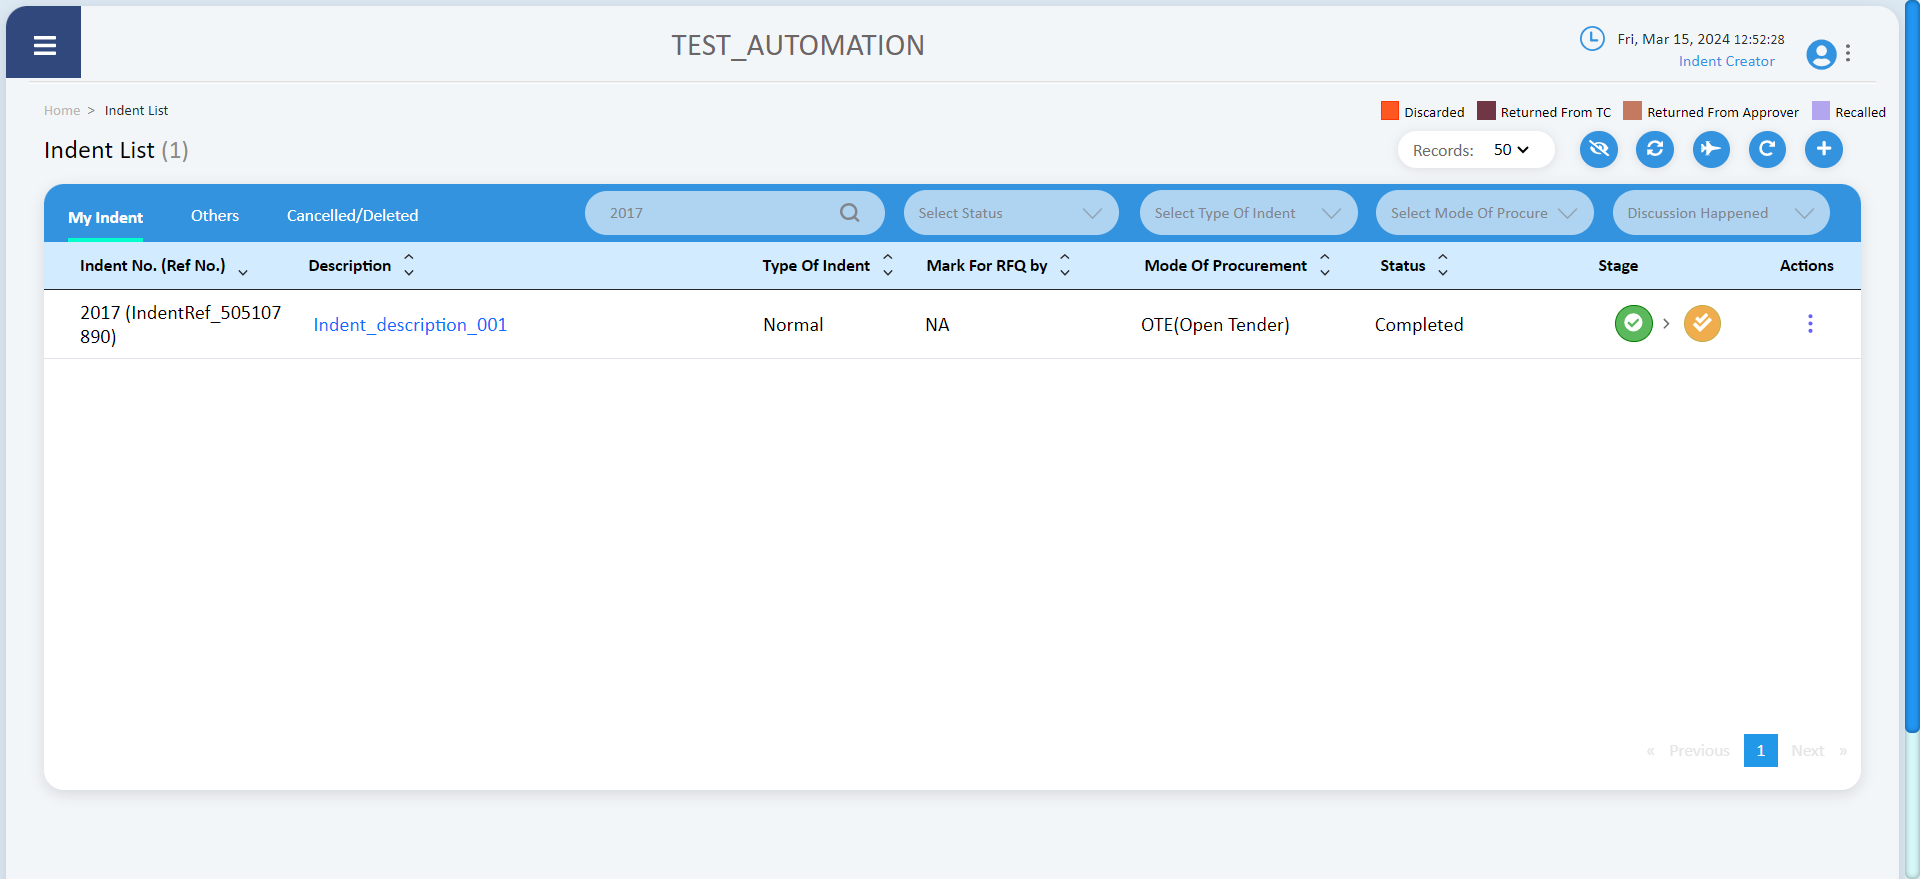 TEST_AUTOMATION
Fri, Mar 15, 2024 12:52:28
Indent Creator
Home > Indent List
Discarded Returned From TC Returned From Approver Recalled
Indent List (1)
Records: 50
My Indent Others Cancelled/Deleted 2017 Select Status Select Type Of Indent Select Mode Of Procure Discussion Happened
Indent No. (Ref No.) Description Type Of Indent Mark For RFQ by Mode Of Procurement Status Stage Actions
2017 (IndentRef_505107
890)
Indent_description_001 Normal NA OTE(Open Tender) Completed
« Previous 1 Next »